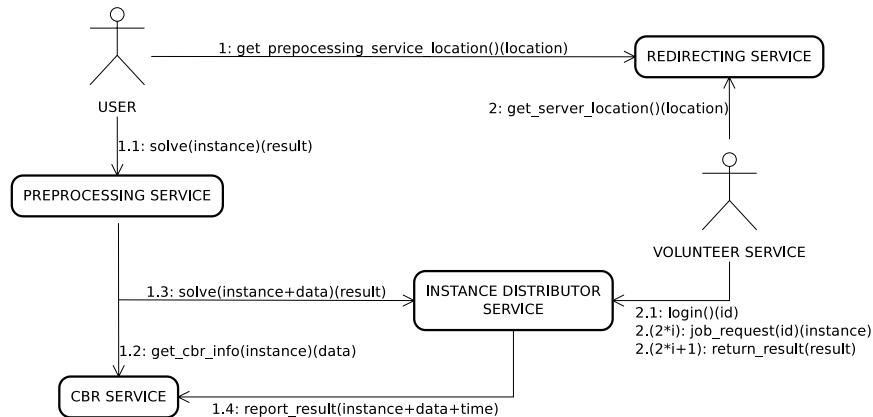 1: get_prepocessing_service_location()(location)
REDIRECTING SERVICE
USER
2: get_server_location()(location)
1.1: solve(instance)(result)
PREPROCESSING SERVICE
VOLUNTEER SERVICE
1.3: solve(instance+data)(result)
INSTANCE DISTRIBUTOR
SERVICE
2.1: login()(id)
2.(2*i): job_request(id)(instance)
2.(2*i+1): return_result(result)
1.2: get_cbr_info(instance)(data)
CBR SERVICE
1.4: report_result(instance+data+time)